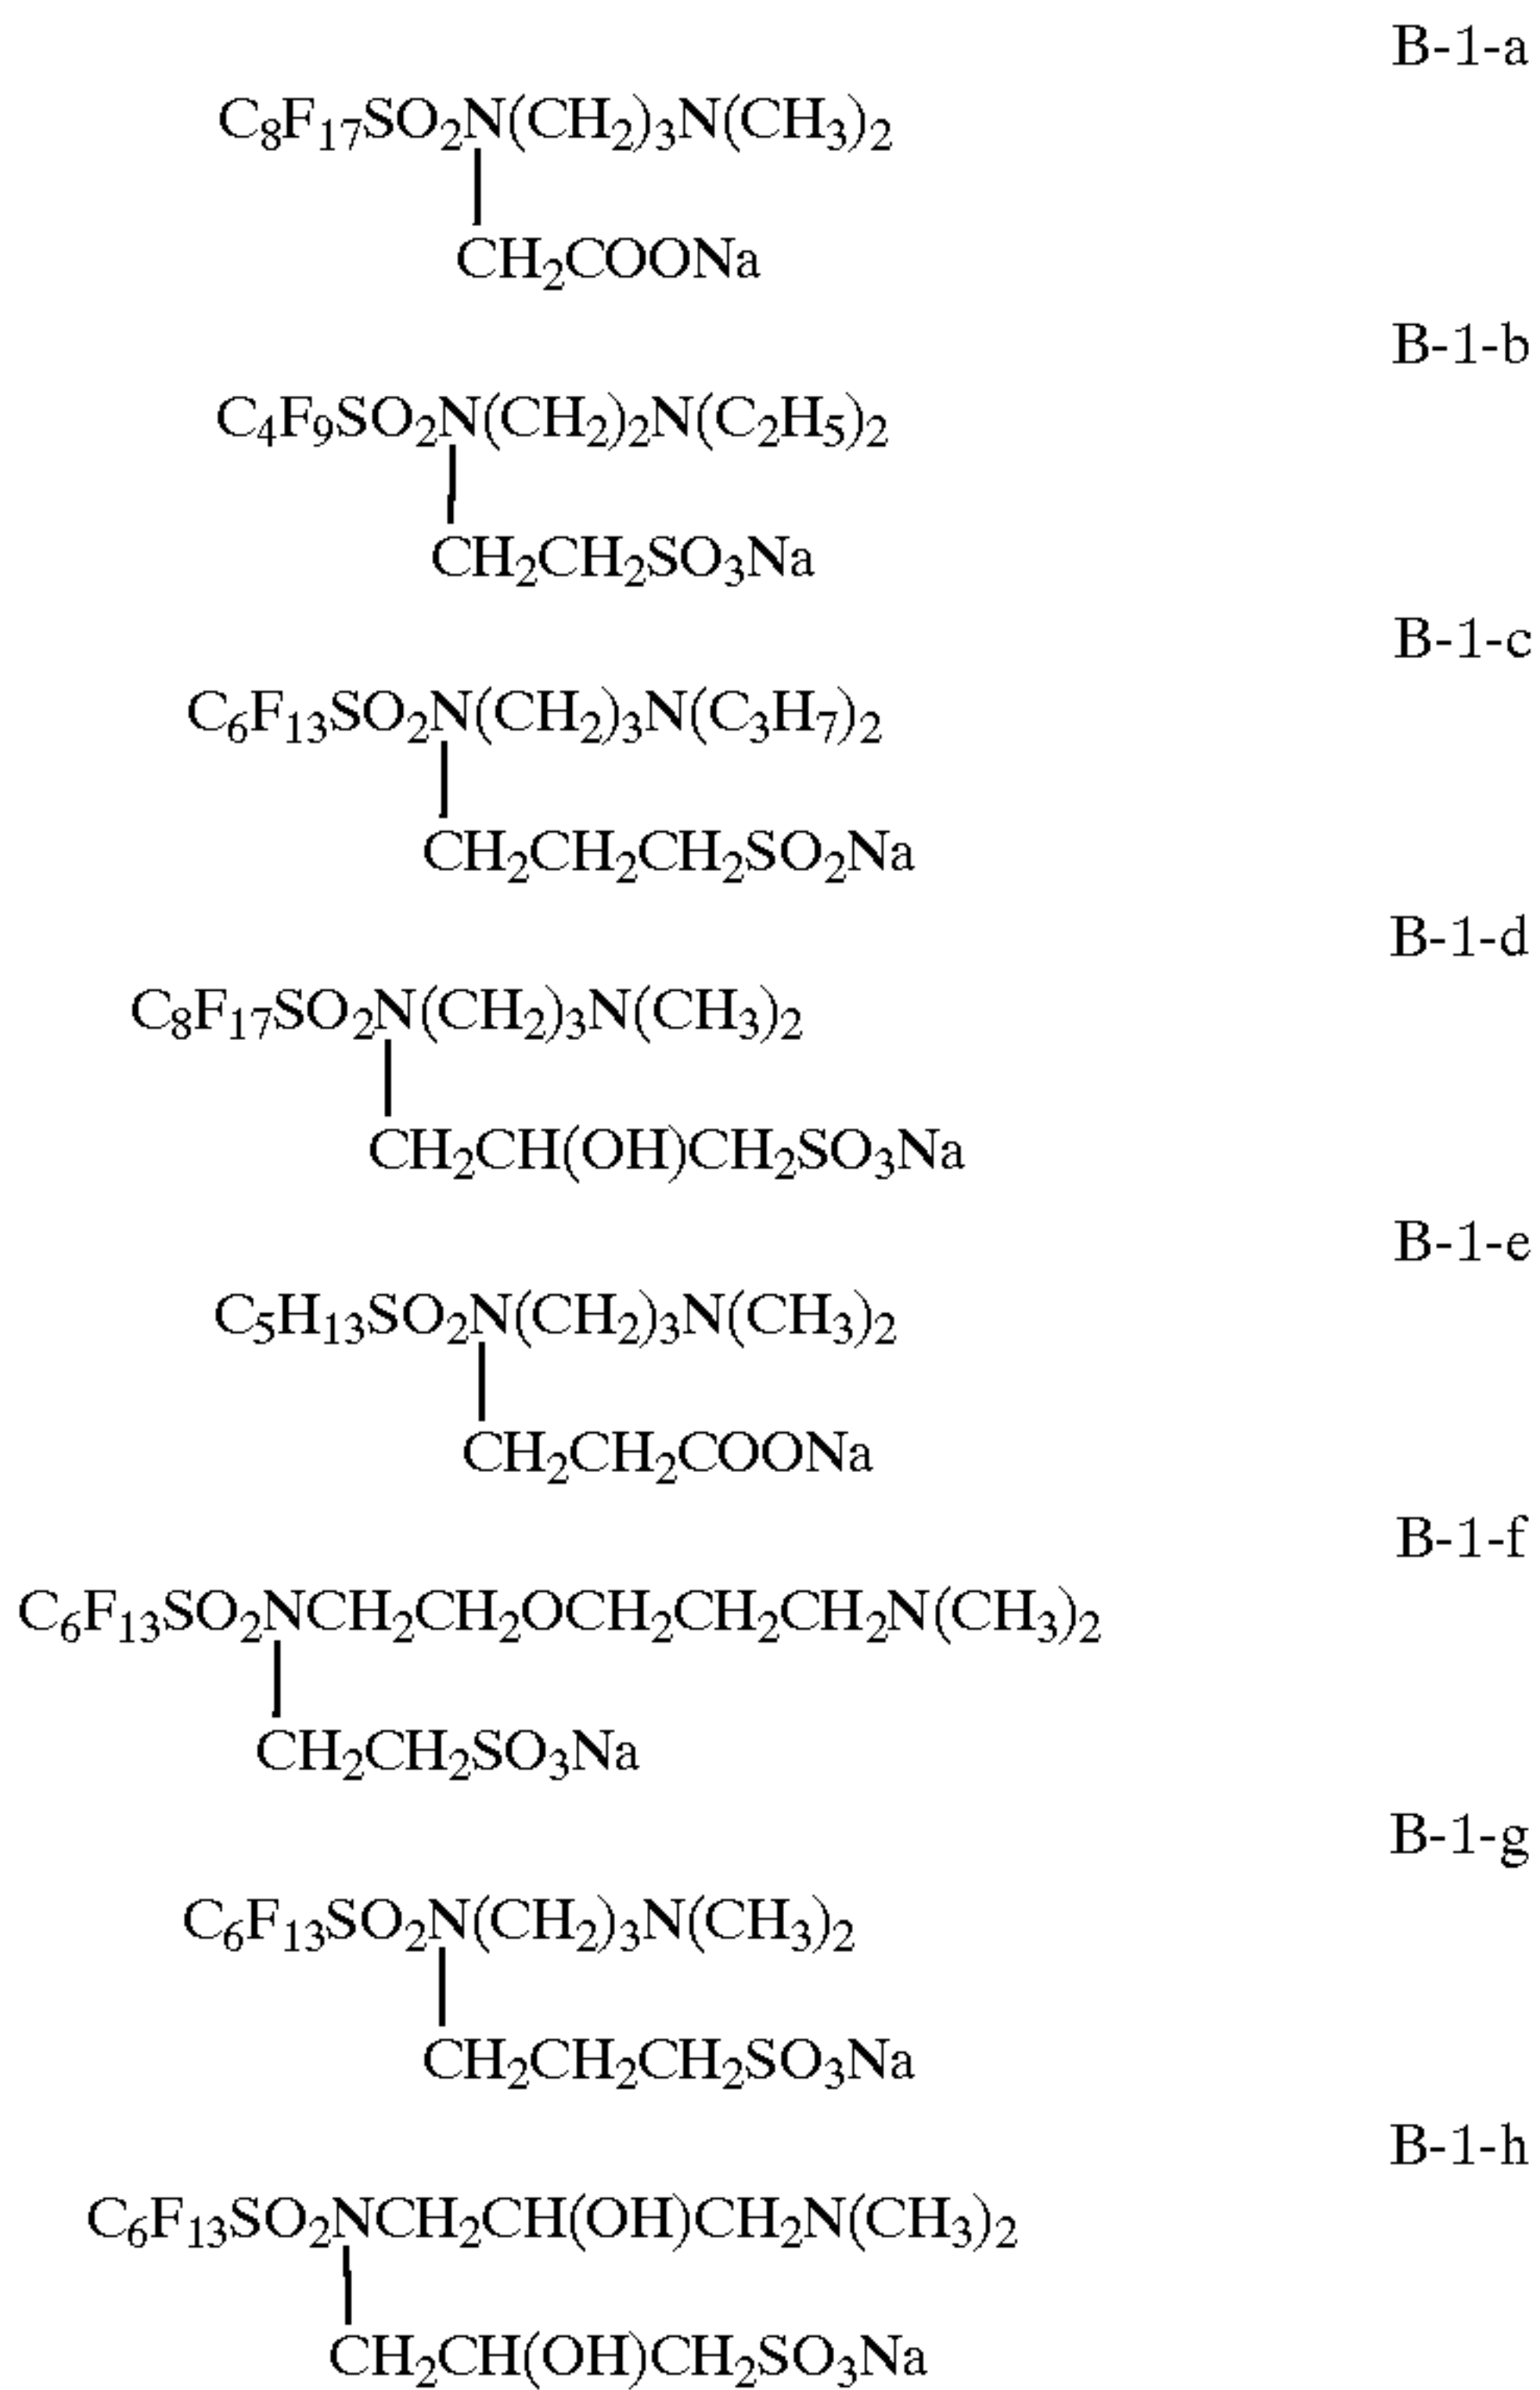 B-1-a
C₈F₁₇SO₂N(CH₂)₃N(CH₃)₂
CH₂COONa
B-1-b
C₄F₉SO₂N(CH₂)₂N(C₂H₅)₂
CH₂CH₂SO₃Na
B-1-c
C₆F₁₃SO₂N(CH₂)₃N(C₃H₇)₂
CH₂CH₂CH₂SO₂Na
B-1-d
C₈F₁₇SO₂N(CH₂)₃N(CH₃)₂
CH₂CH(OH)CH₂SO₃Na
B-1-e
C₅H₁₃SO₂N(CH₂)₃N(CH₃)₂
CH₂CH₂COONa
B-1-f
C₆F₁₃SO₂NCH₂CH₂OCH₂CH₂CH₂N(CH₃)₂
CH₂CH₂SO₃Na
B-1-g
C₆F₁₃SO₂N(CH₂)₃N(CH₃)₂
CH₂CH₂CH₂SO₃Na
B-1-h
C₆F₁₃SO₂NCH₂CH(OH)CH₂N(CH₃)₂
CH₂CH(OH)CH₂SO₃Na